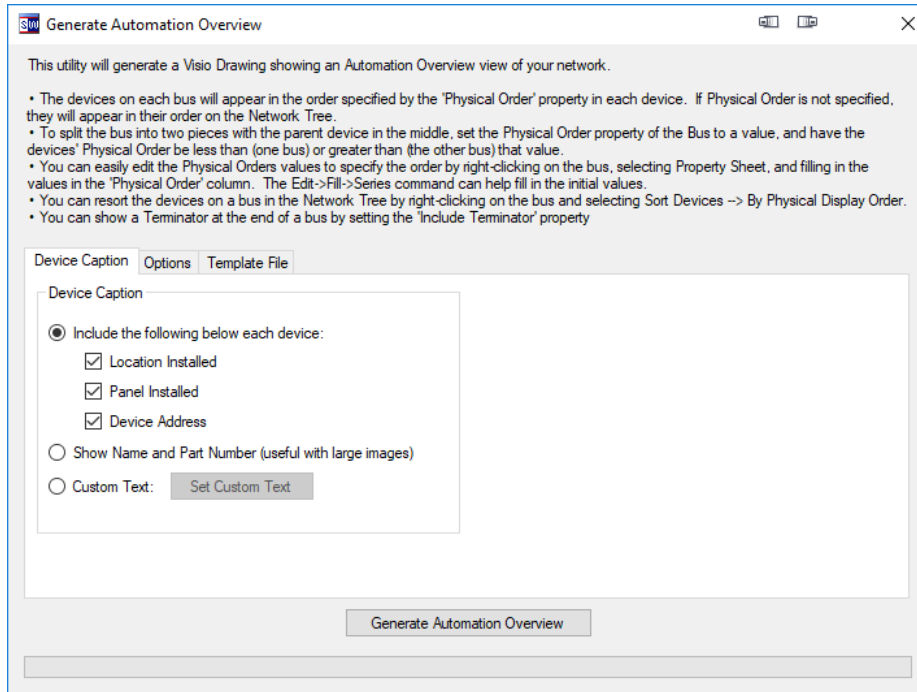 SW Generate Automation Overview
This utility will generate a Visio Drawing showing an Automation Overview view of your network.
• The devices on each bus will appear in the order specified by the 'Physical Order' property in each device. If Physical Order is not specified,
they will appear in their order on the Network Tree.
• To split the bus into two pieces with the parent device in the middle, set the Physical Order property of the Bus to a value, and have the
devices' Physical Order be less than (one bus) or greater than (the other bus) that value.
• You can easily edit the Physical Orders values to specify the order by right-clicking on the bus, selecting Property Sheet, and filling in the
values in the 'Physical Order' column. The Edit->Fill->Series command can help fill in the initial values.
• You can resort the devices on a bus in the Network Tree by right-clicking on the bus and selecting Sort Devices --> By Physical Display Order.
• You can show a Terminator at the end of a bus by setting the 'Include Terminator' property
Device Caption Options Template File
Device Caption
Include the following below each device:
Location Installed
Panel Installed
Device Address
Show Name and Part Number (useful with large images)
Custom Text: Set Custom Text
Generate Automation Overview